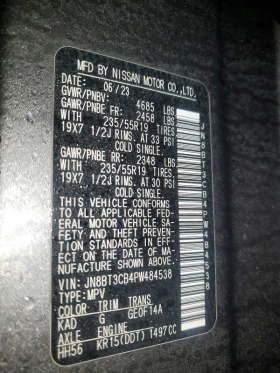 MFD BY NISSAN MOTOR CO.,LTD.
DATE: 06/23
GVWR/PNBV: 4685 LBS
GAWR/PNBE FR: 2458 LBS
235/55R19 TIRES
19X7 1/2J RIMS. AT 33 PSI
COLD SINGLE.
GAWR/PNBE RR: 2348 LBS
235/55R19 TIRES
19X7 1/2J RIMS. AT 30 PSI
COLD SINGLE.
THIS VEHICLE CONFORMS
TO ALL APPLICABLE FED-
ERAL MOTOR VEHICLE SA-
FETY AND THEFT PREVEN-
TION STANDARDS IN EFF-
ECT ON THE DATE OF MA-
NUFACTURE SHOWN ABOVE.
VIN: JN8BT3CB4PW484538
TYPE: MPV
COLOR TRIM TRANS
KAD G GE0F14A
AXLE ENGINE
HH56 KR15(DDT) 1497CC
JN8BT3CB4PW484538